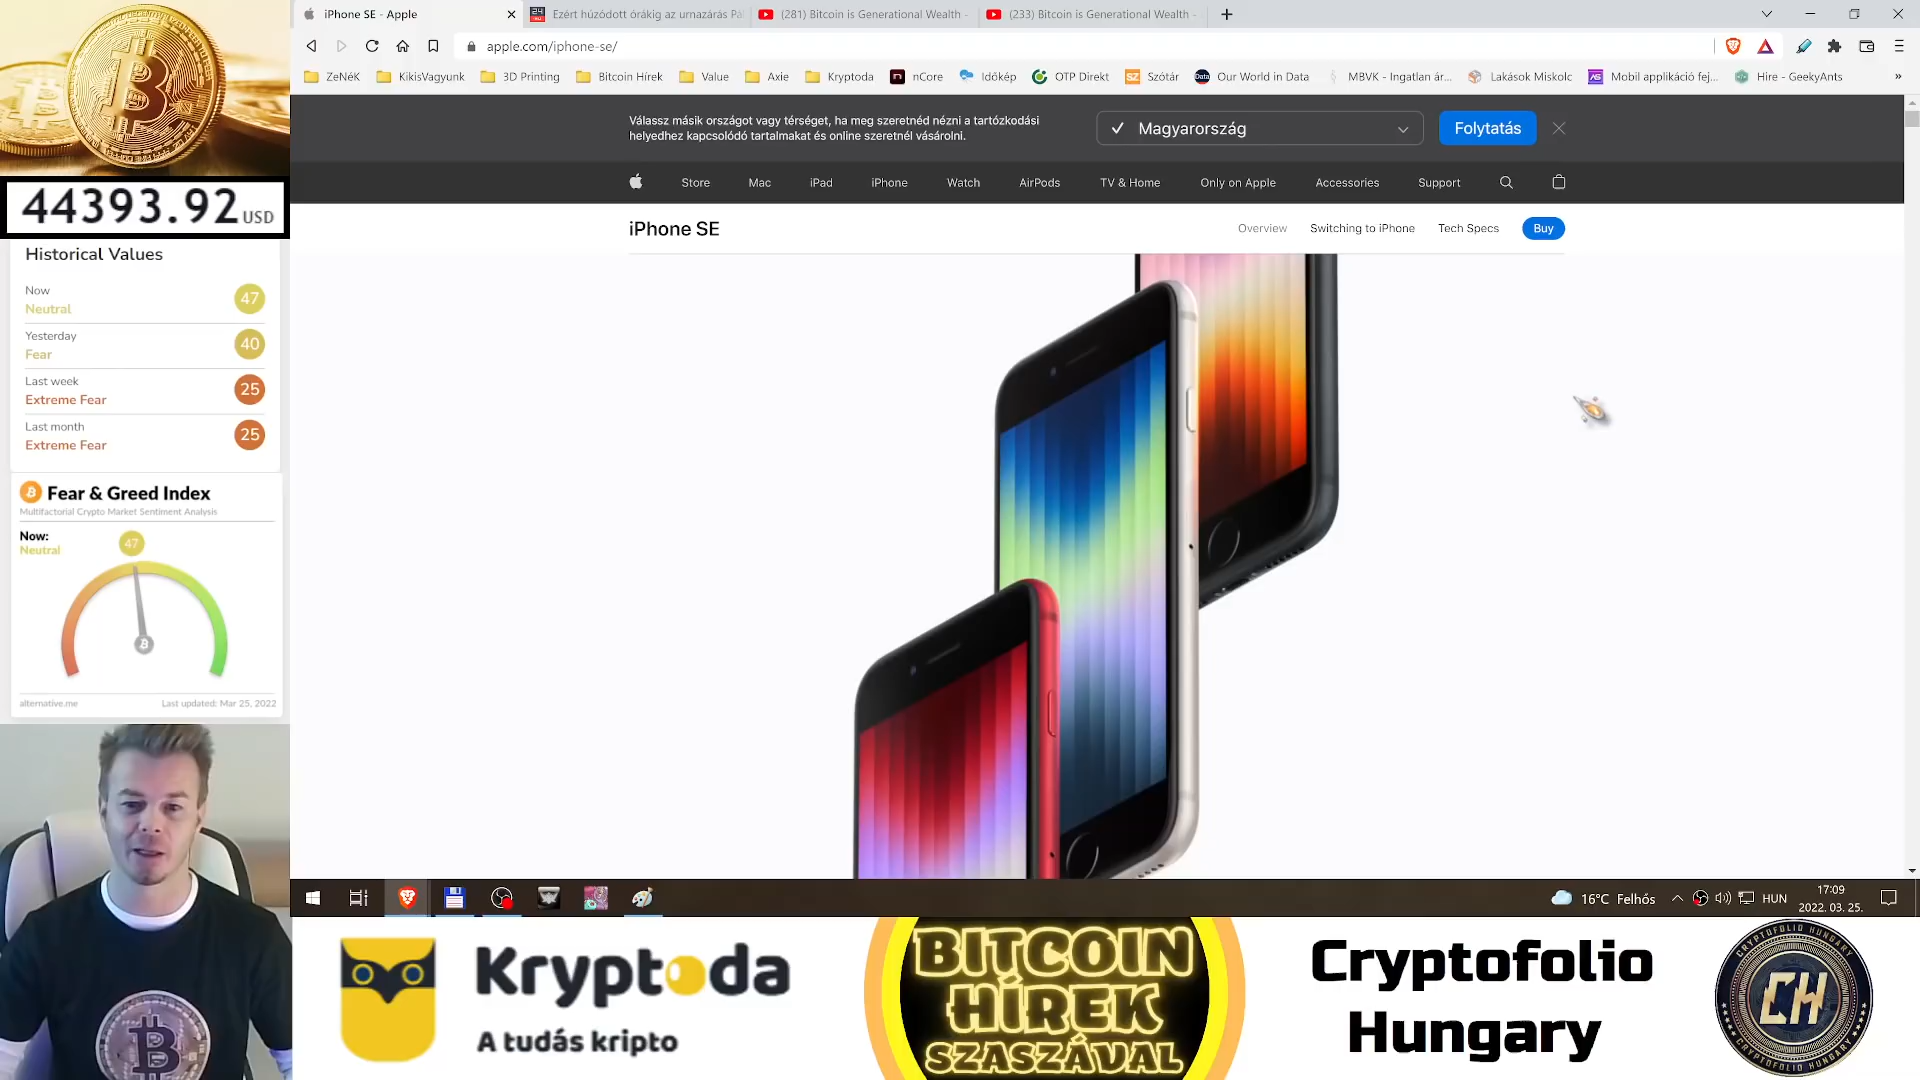 iPhone SE - Apple
Ezért húzódott órákig az urnazárás Pá
(281) Bitcoin is Generational Wealth -
(233) Bitcoin is Generational Wealth -
apple.com/iphone-se/
ZeNéK
KikisVagyunk
3D Printing
Bitcoin Hírek
Value
Axie
Kryptoda
nCore
Időkép
OTP Direkt
Szótár
Our World in Data
MBVK - Ingatlan ár...
Lakások Miskolc
Mobil applikáció fej...
Hire - GeekyAnts
Válassz másik országot vagy térséget, ha meg szeretnéd nézni a tartózkodási
helyedhez kapcsolódó tartalmakat és online szeretnél vásárolni.
Magyarország
Folytatás
Store
Mac
iPad
iPhone
Watch
AirPods
TV & Home
Only on Apple
Accessories
Support
iPhone SE
Overview
Switching to iPhone
Tech Specs
Buy
44393.92 USD
Historical Values
Now
Neutral
47
Yesterday
Fear
40
Last week
Extreme Fear
25
Last month
Extreme Fear
25
Fear & Greed Index
Multifactorial Crypto Market Sentiment Analysis
Now:
Neutral
47
alternative.me
Last updated: Mar 25, 2022
16°C Felhős
HUN
17:09
2022. 03. 25.
Kryptoda
A tudás kripto
BITCOIN
HÍREK
SZASZÁVAL
Cryptofolio
Hungary
CRYPTOFOLIO HUNGARY
CH
CRYPTOFOLIO HUNGARY